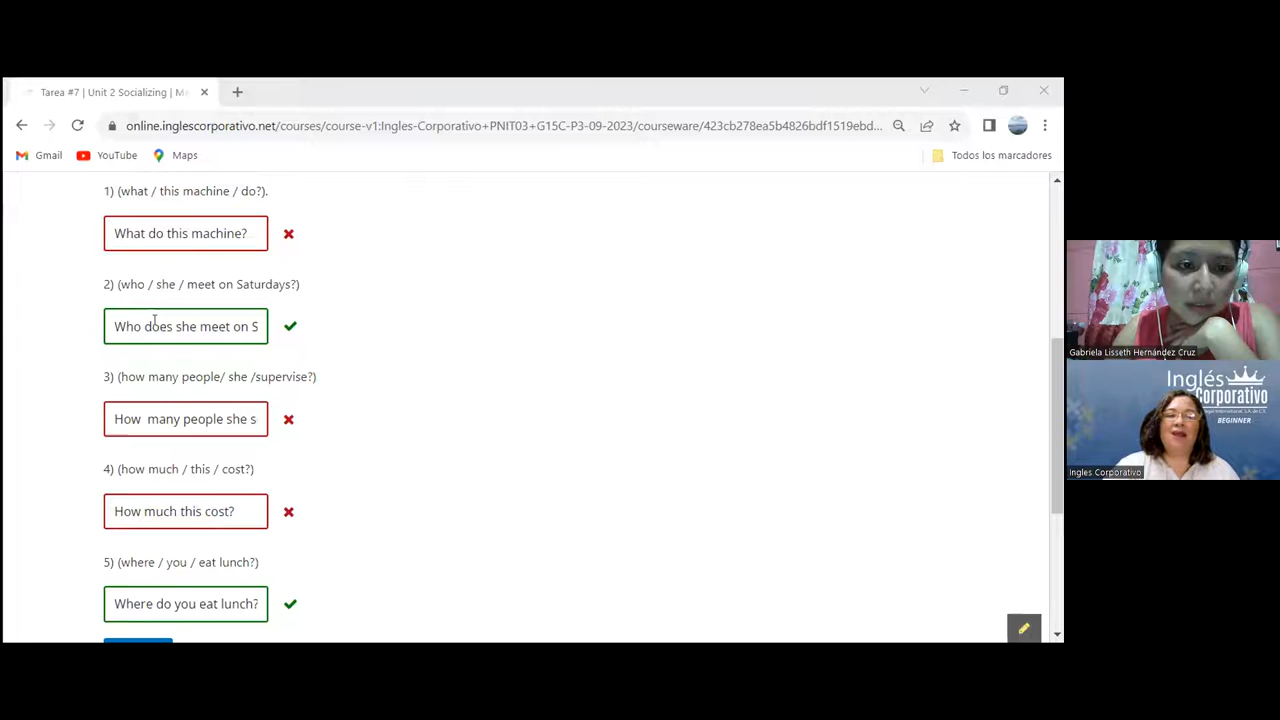 Tarea #7 | Unit 2 Socializing | M
online.inglescorporativo.net/courses/course-v1:Ingles-Corporativo+PNIT03+G15C-P3-09-2023/courseware/423cb278ea5b4826bdf1519ebd...
Gmail YouTube Maps Todos los marcadores
1) (what / this machine / do?).
What do this machine?
2) (who / she / meet on Saturdays?)
Who does she meet on S
3) (how many people/ she /supervise?)
How many people she s
4) (how much / this / cost?)
How much this cost?
5) (where / you / eat lunch?)
Where do you eat lunch?
Gabriela Lisseth Hernández Cruz
Inglés
Corporativo
BEGINNER
Ingles Corporativo